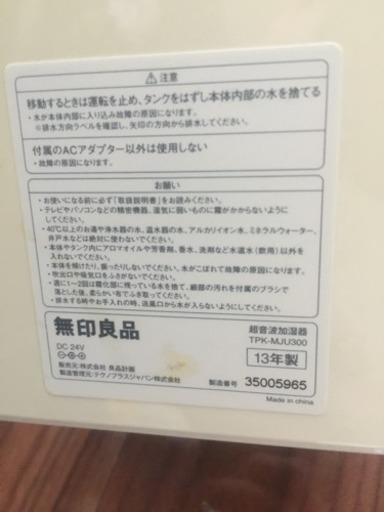 ⚠ 注意
移動するときは運転を止め、タンクをはずし本体内部の水を捨てる
・水が本体内部に入り込み故障の原因になります。
※排水方向ラベルを確認し、矢印の方向から排水してください。
付属のACアダプター以外は使用しない
・故障の原因になります。
お願い
・お使いになる前に必ず「取扱説明書」をお読みください。
・テレビやパソコンなどの精密機器、湿気に弱いものに霧がかからないように
してください。
・40℃以上のお湯や浄水器の水、温水器の水、アルカリイオン水、ミネラルウォーター、
井戸水などは絶対に使わないでください。
・本体やタンク内にアロマオイルや芳香剤、香水、洗剤など水道水(飲用)以外を
入れないでください。
・本体を傾けたり、振ったりしないでください。水がこぼれて故障の原因になります。
・吹出口や吸気口をふさがないでください。
・週に1〜2回は霧化部に残っている水を捨て、細部の汚れを付属のブラシで
落とした後、柔らかい布でふき取ってください。
・排水する時やお手入れの時、送風口から水が入らないようにしてください。
無印良品
超音波加湿器
TPK-MJU300
DC 24V
13年製
販売元:株式会社 良品計画
製造管理元:テクノプラスジャパン株式会社
製造番号 35005965
Made in china